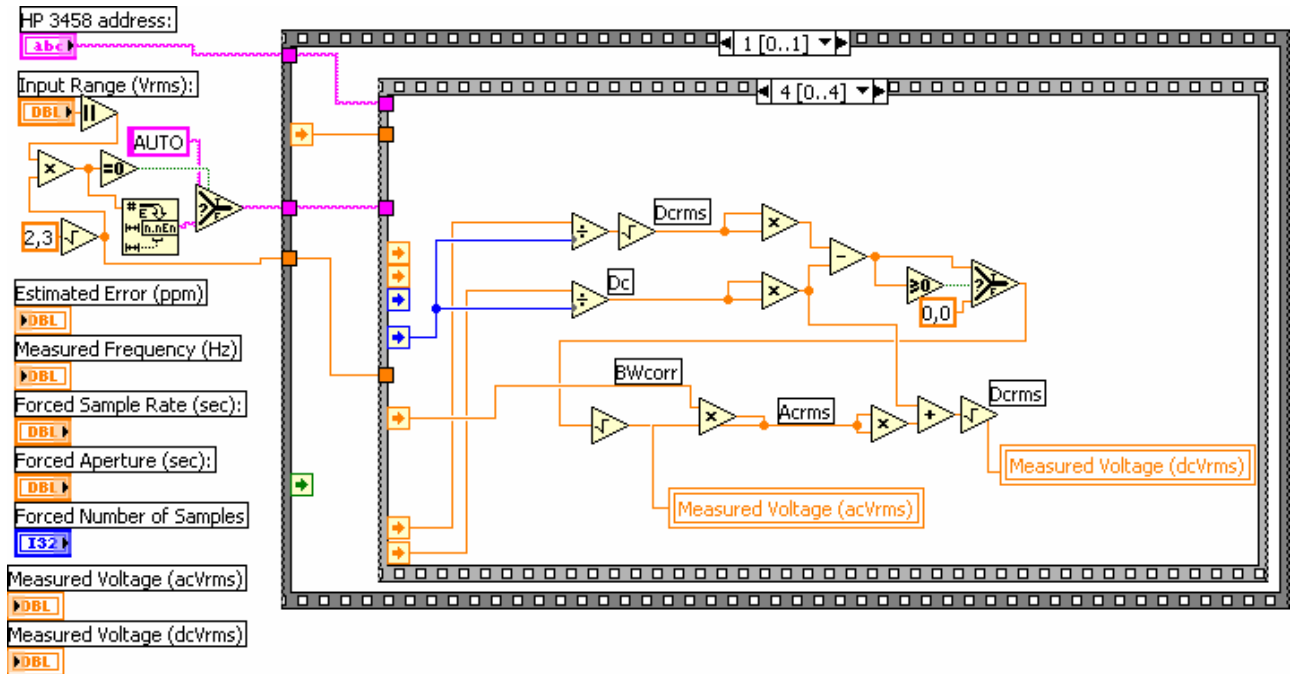 HP 3458 address:
abc
Input Range (Vrms):
DBL
AUTO
=0
#
E
n.nEn
?
T
F
2,3
Estimated Error (ppm)
DBL
Measured Frequency (Hz)
DBL
Forced Sample Rate (sec):
DBL
Forced Aperture (sec):
DBL
Forced Number of Samples
I32
Measured Voltage (acVrms)
DBL
Measured Voltage (dcVrms)
DBL
1 [0..1]
4 [0..4]
÷
√
Dcrms
×
÷
Dc
×
-
≥0
0,0
?
T
F
BWcorr
√
×
Acrms
×
+
√
Dcrms
Measured Voltage (dcVrms)
Measured Voltage (acVrms)